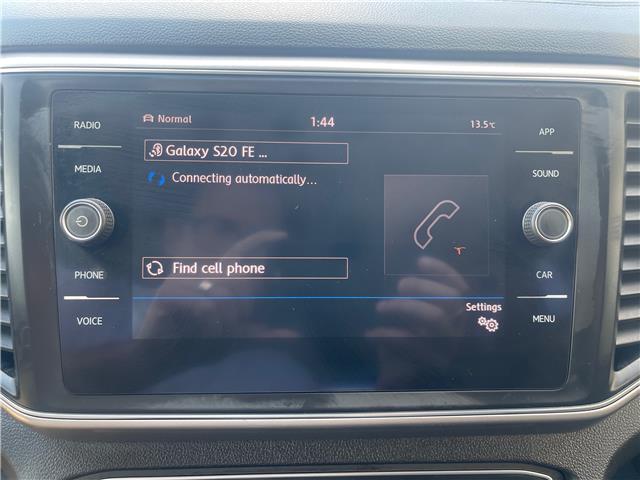 RADIO
MEDIA
PHONE
VOICE
Normal
1:44
13.5°C
Galaxy S20 FE ...
Connecting automatically...
Find cell phone
Settings
APP
SOUND
CAR
MENU